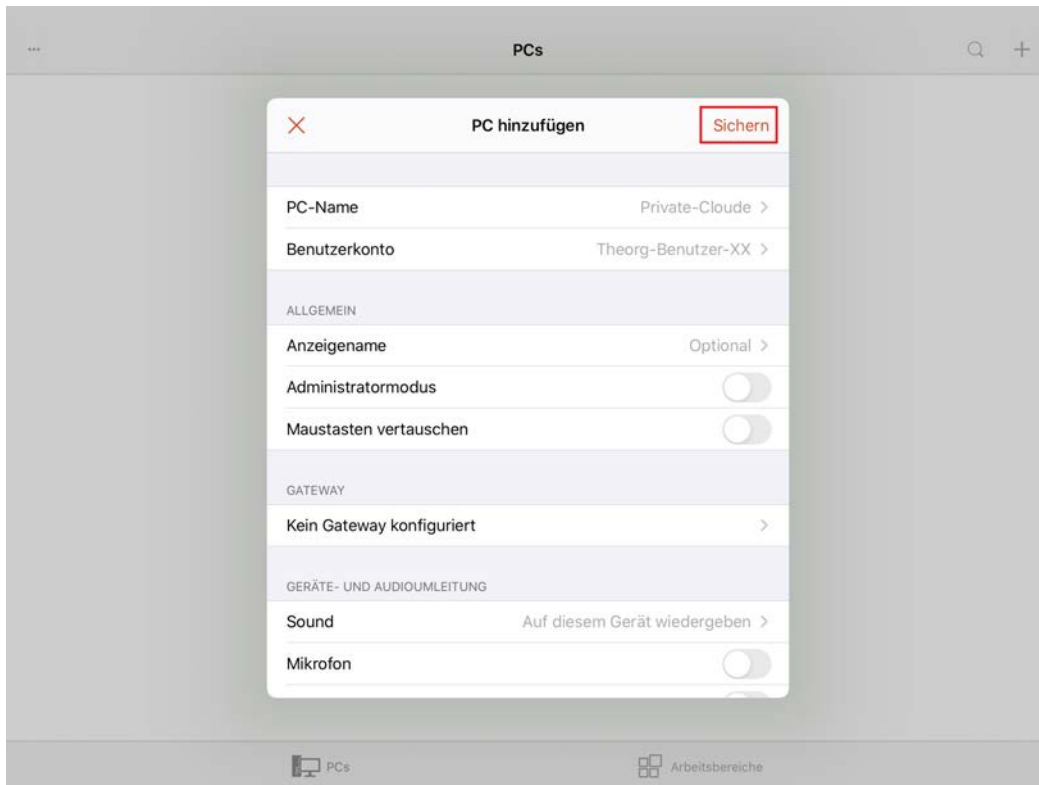 PCs
PC hinzufügen Sichern
PC-Name Private-Cloude
Benutzerkonto Theorg-Benutzer-XX
ALLGEMEIN
Anzeigename Optional
Administratormodus
Maustasten vertauschen
GATEWAY
Kein Gateway konfiguriert
GERÄTE- UND AUDIOUMLEITUNG
Sound Auf diesem Gerät wiedergeben
Mikrofon
PCs Arbeitsbereiche